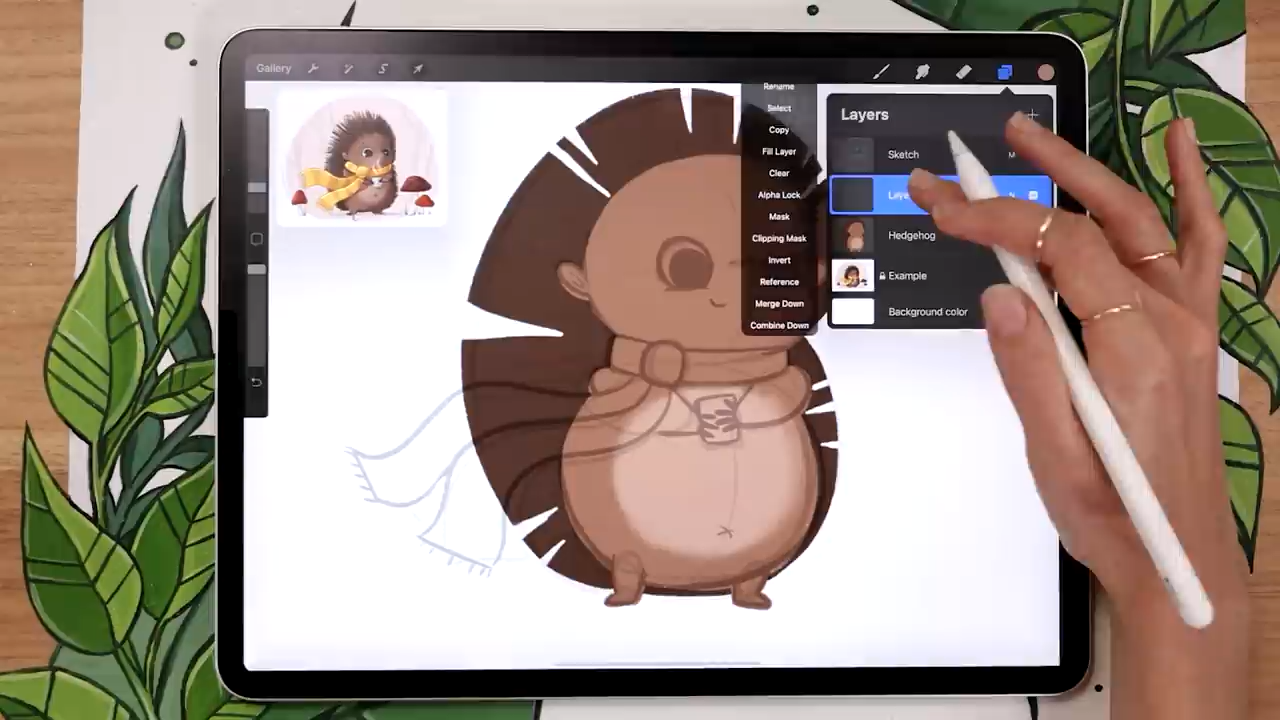 Gallery
Rename
Select
Copy
Fill Layer
Clear
Alpha Lock
Mask
Clipping Mask
Invert
Reference
Merge Down
Combine Down
Layers
Sketch
M
N
Hedgehog
Example
Background color